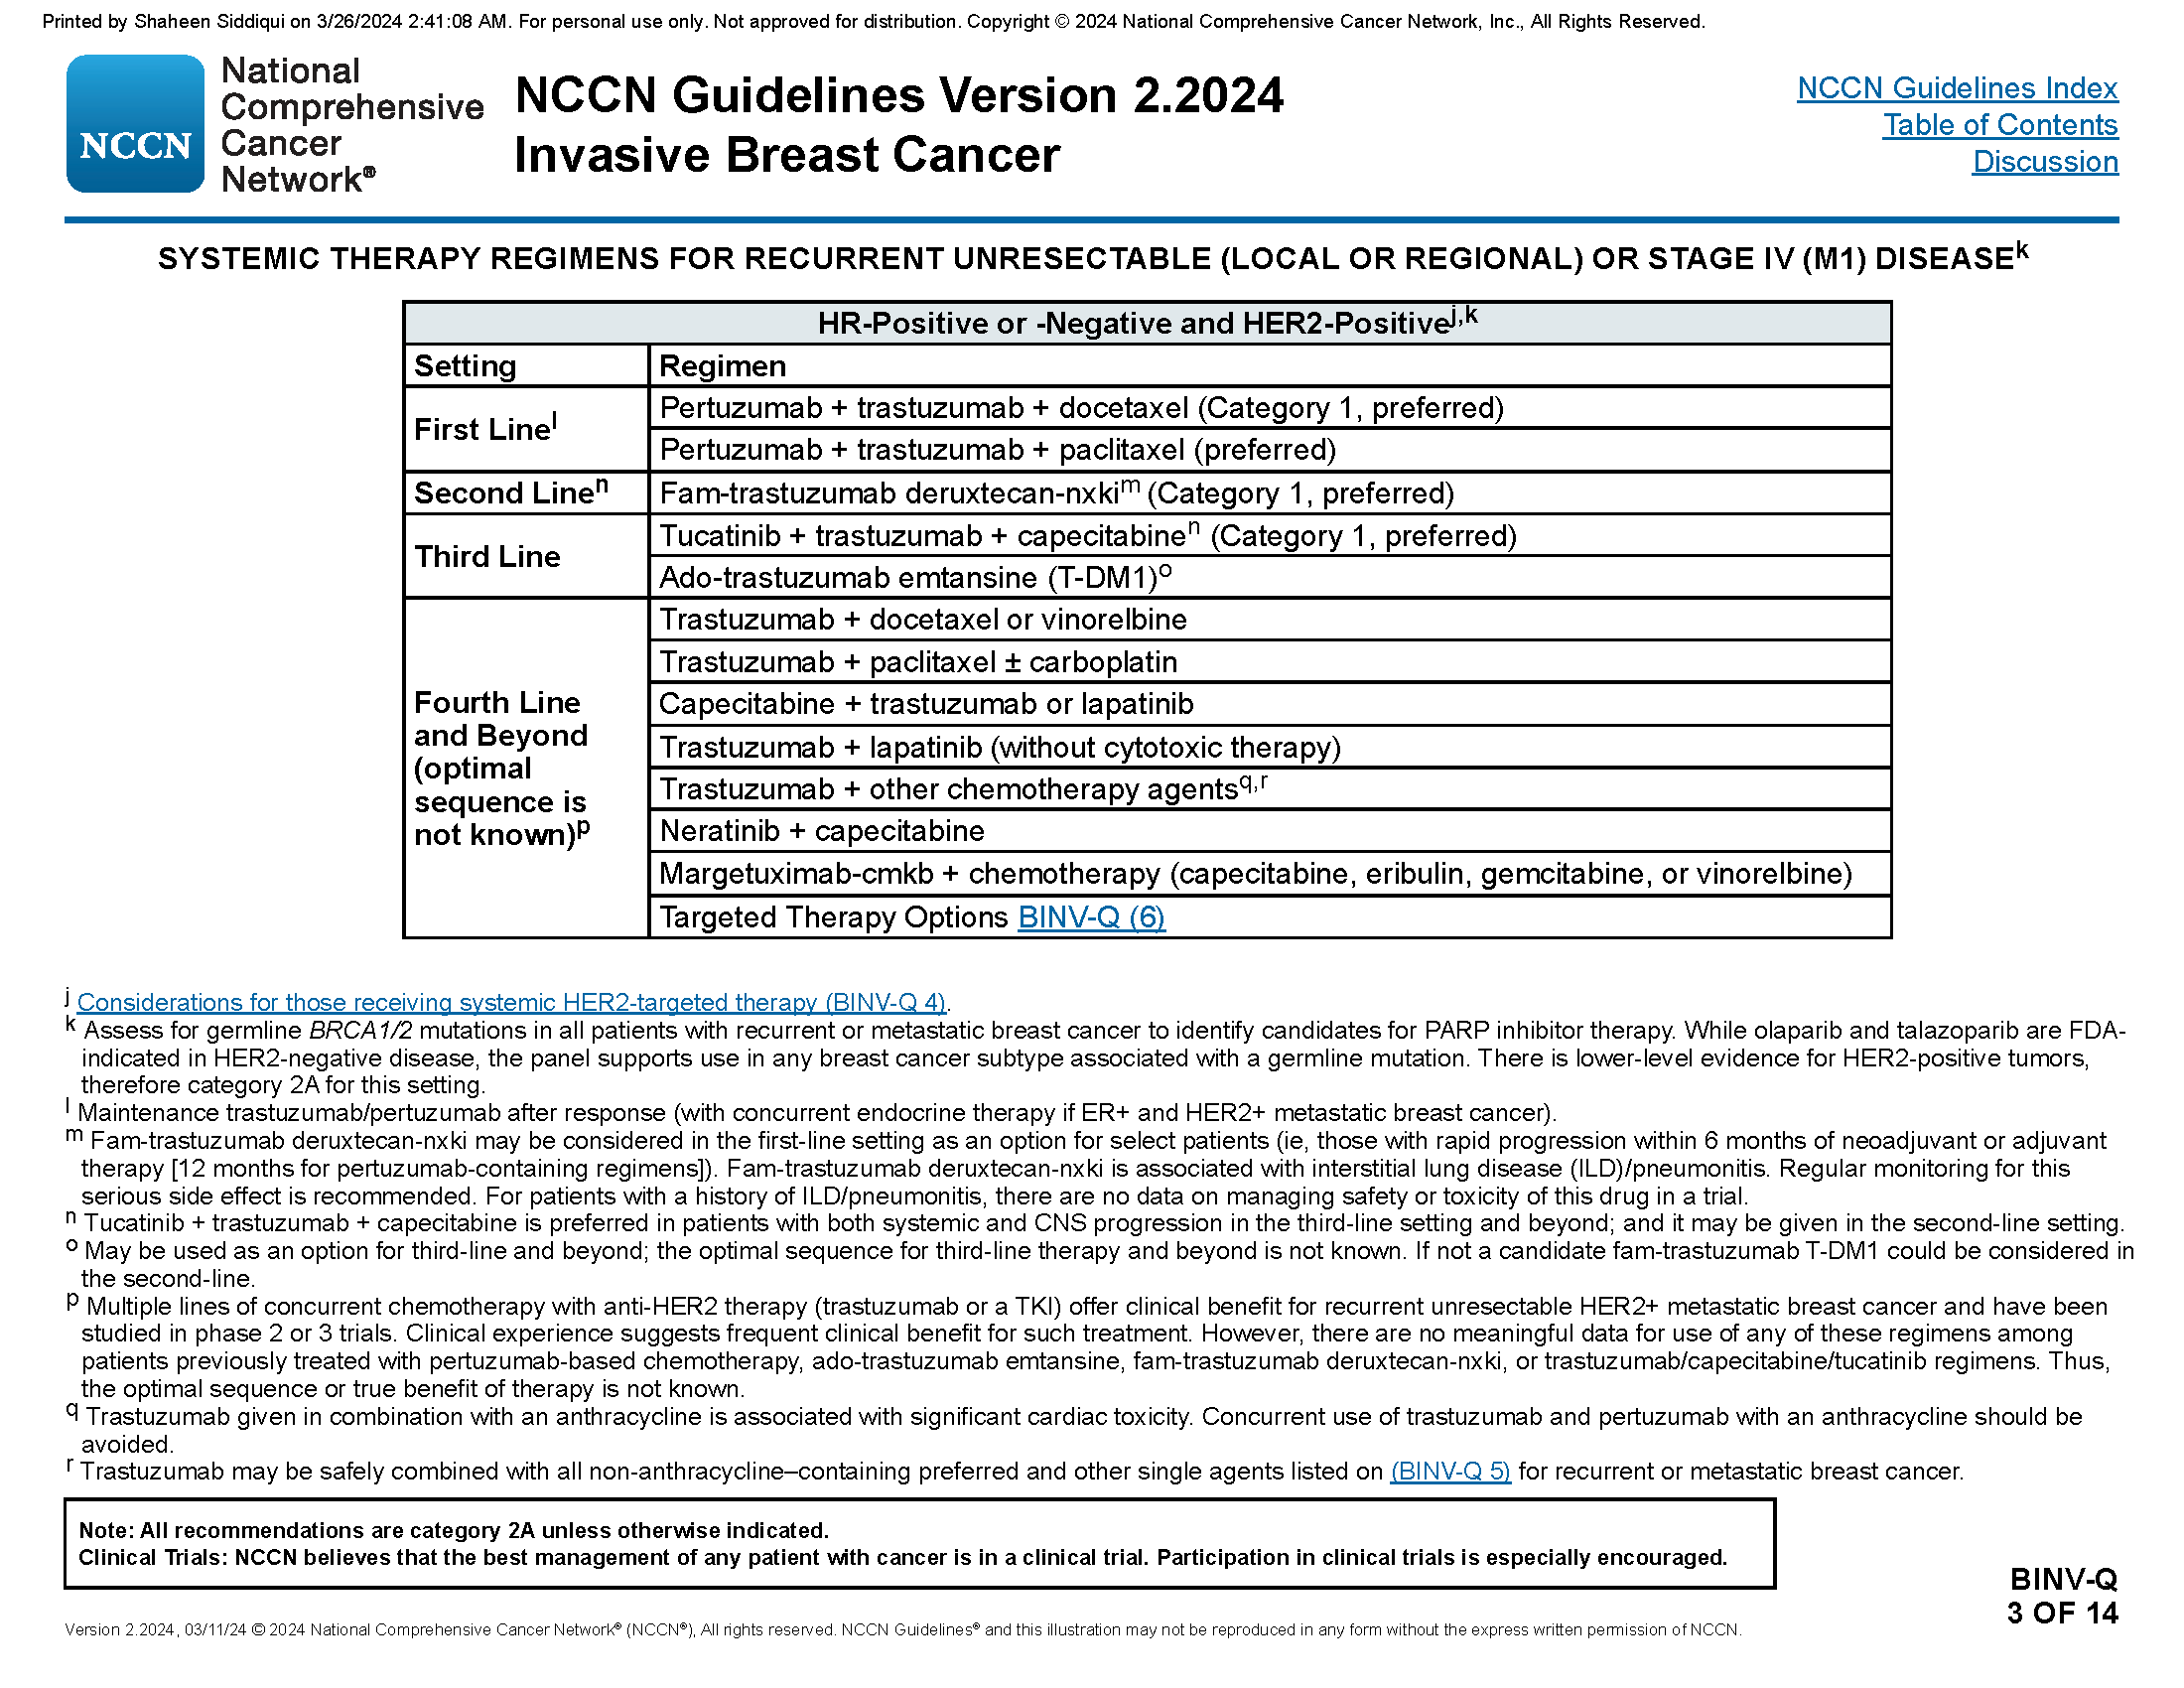 Printed by Shaheen Siddiqui on 3/26/2024 2:41:08 AM. For personal use only. Not approved for distribution. Copyright © 2024 National Comprehensive Cancer Network, Inc., All Rights Reserved.
NCCN
National
Comprehensive
Cancer
Network®
NCCN Guidelines Version 2.2024
Invasive Breast Cancer
NCCN Guidelines Index
Table of Contents
Discussion
SYSTEMIC THERAPY REGIMENS FOR RECURRENT UNRESECTABLE (LOCAL OR REGIONAL) OR STAGE IV (M1) DISEASEk
HR-Positive or -Negative and HER2-Positivej,k
Setting Regimen
First Linel
Pertuzumab + trastuzumab + docetaxel (Category 1, preferred)
Pertuzumab + trastuzumab + paclitaxel (preferred)
Second Linen Fam-trastuzumab deruxtecan-nxkim (Category 1, preferred)
Third Line
Tucatinib + trastuzumab + capecitabinen (Category 1, preferred)
Ado-trastuzumab emtansine (T-DM1)o
Fourth Line
and Beyond
(optimal
sequence is
not known)p
Trastuzumab + docetaxel or vinorelbine
Trastuzumab + paclitaxel ± carboplatin
Capecitabine + trastuzumab or lapatinib
Trastuzumab + lapatinib (without cytotoxic therapy)
Trastuzumab + other chemotherapy agentsq,r
Neratinib + capecitabine
Margetuximab-cmkb + chemotherapy (capecitabine, eribulin, gemcitabine, or vinorelbine)
Targeted Therapy Options BINV-Q (6)
j Considerations for those receiving systemic HER2-targeted therapy (BINV-Q 4).
k Assess for germline BRCA1/2 mutations in all patients with recurrent or metastatic breast cancer to identify candidates for PARP inhibitor therapy. While olaparib and talazoparib are FDA-
indicated in HER2-negative disease, the panel supports use in any breast cancer subtype associated with a germline mutation. There is lower-level evidence for HER2-positive tumors,
therefore category 2A for this setting.
l Maintenance trastuzumab/pertuzumab after response (with concurrent endocrine therapy if ER+ and HER2+ metastatic breast cancer).
m Fam-trastuzumab deruxtecan-nxki may be considered in the first-line setting as an option for select patients (ie, those with rapid progression within 6 months of neoadjuvant or adjuvant
therapy [12 months for pertuzumab-containing regimens]). Fam-trastuzumab deruxtecan-nxki is associated with interstitial lung disease (ILD)/pneumonitis. Regular monitoring for this
serious side effect is recommended. For patients with a history of ILD/pneumonitis, there are no data on managing safety or toxicity of this drug in a trial.
n Tucatinib + trastuzumab + capecitabine is preferred in patients with both systemic and CNS progression in the third-line setting and beyond; and it may be given in the second-line setting.
o May be used as an option for third-line and beyond; the optimal sequence for third-line therapy and beyond is not known. If not a candidate fam-trastuzumab T-DM1 could be considered in
the second-line.
p Multiple lines of concurrent chemotherapy with anti-HER2 therapy (trastuzumab or a TKI) offer clinical benefit for recurrent unresectable HER2+ metastatic breast cancer and have been
studied in phase 2 or 3 trials. Clinical experience suggests frequent clinical benefit for such treatment. However, there are no meaningful data for use of any of these regimens among
patients previously treated with pertuzumab-based chemotherapy, ado-trastuzumab emtansine, fam-trastuzumab deruxtecan-nxki, or trastuzumab/capecitabine/tucatinib regimens. Thus,
the optimal sequence or true benefit of therapy is not known.
q Trastuzumab given in combination with an anthracycline is associated with significant cardiac toxicity. Concurrent use of trastuzumab and pertuzumab with an anthracycline should be
avoided.
r Trastuzumab may be safely combined with all non-anthracycline–containing preferred and other single agents listed on (BINV-Q 5) for recurrent or metastatic breast cancer.
Note: All recommendations are category 2A unless otherwise indicated.
Clinical Trials: NCCN believes that the best management of any patient with cancer is in a clinical trial. Participation in clinical trials is especially encouraged.
BINV-Q
3 OF 14
Version 2.2024, 03/11/24 © 2024 National Comprehensive Cancer Network® (NCCN®), All rights reserved. NCCN Guidelines® and this illustration may not be reproduced in any form without the express written permission of NCCN.